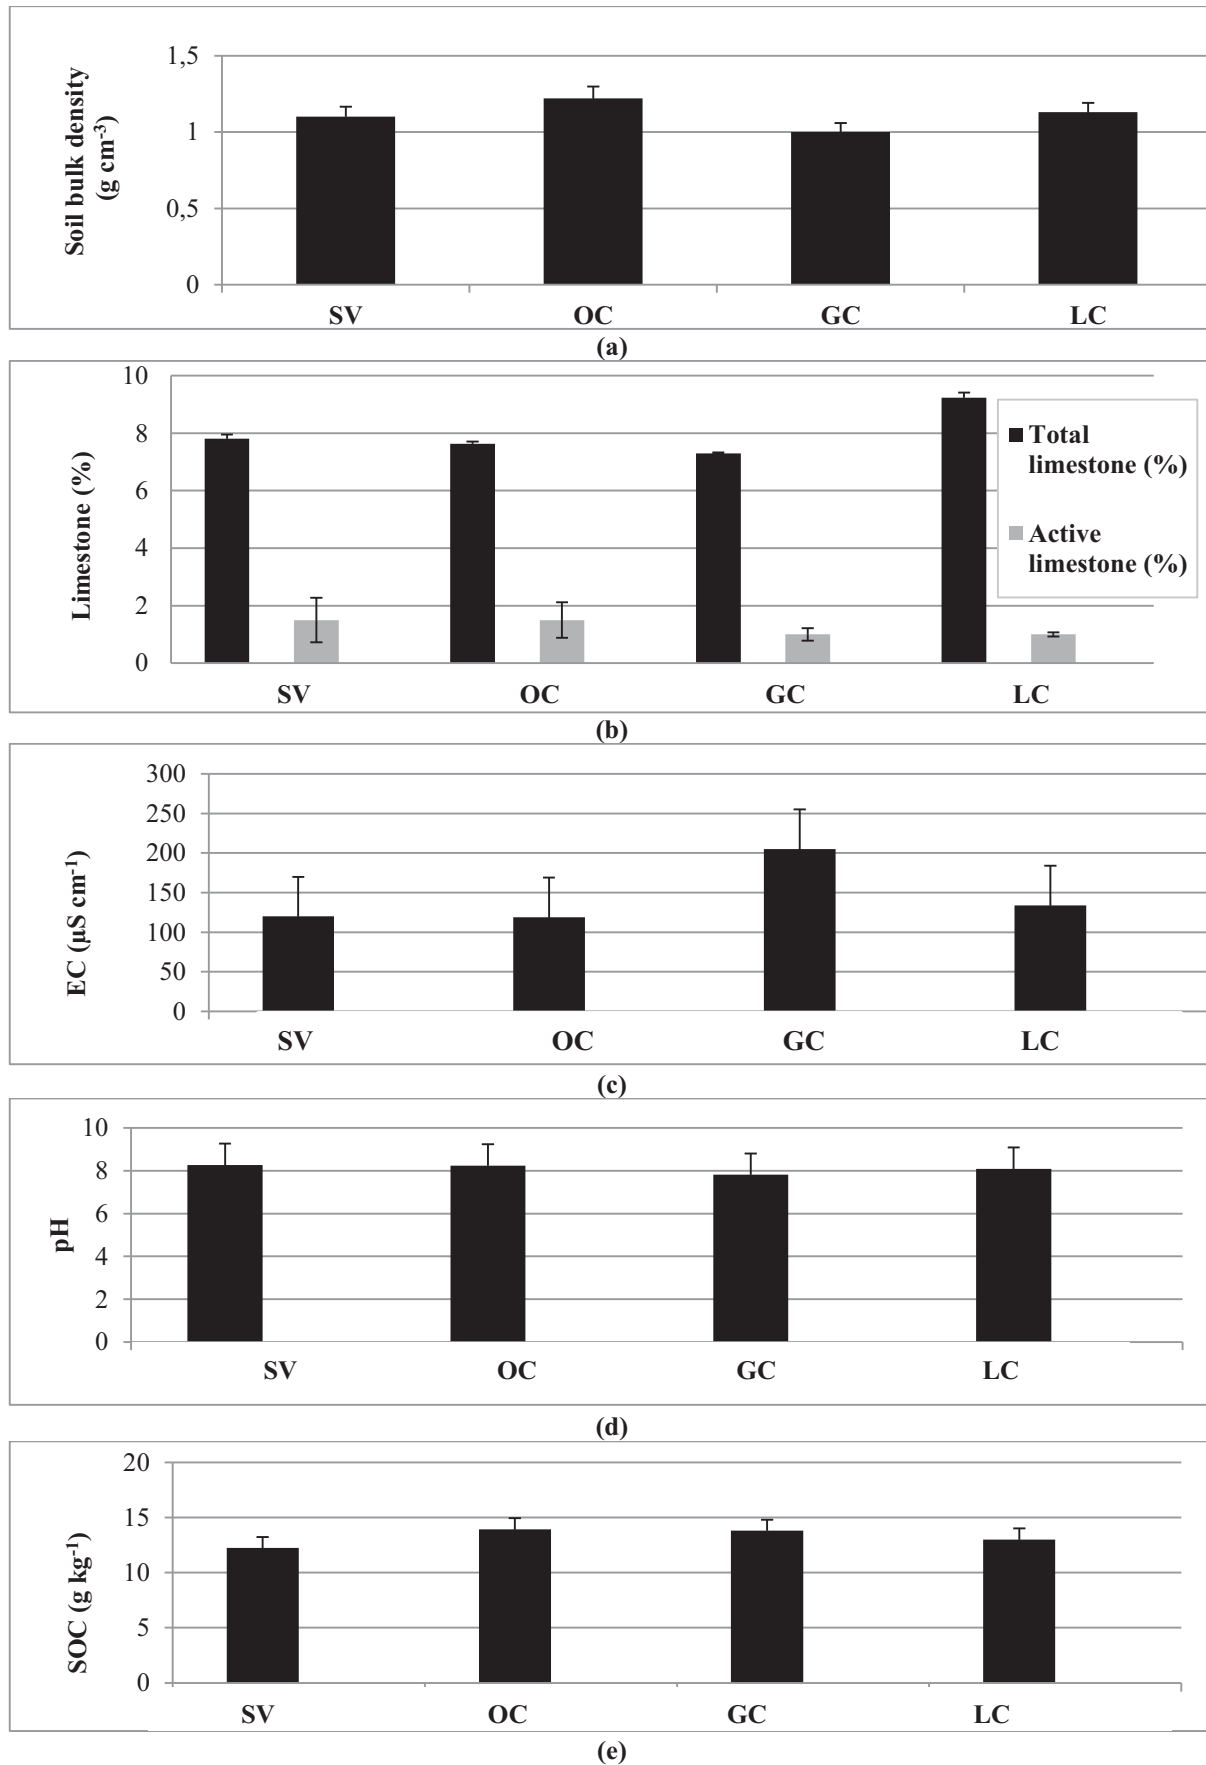 Soil bulk density
(g cm-3)
1,5
1
0,5
0
SV OC GC LC
(a)
Limestone (%)
10
8
6
4
2
0
SV OC GC LC
Total
limestone (%)
Active
limestone (%)
(b)
EC (µS cm-1)
300
250
200
150
100
50
0
SV OC GC LC
(c)
pH
10
8
6
4
2
0
SV OC GC LC
(d)
SOC (g kg-1)
20
15
10
5
0
SV OC GC LC
(e)